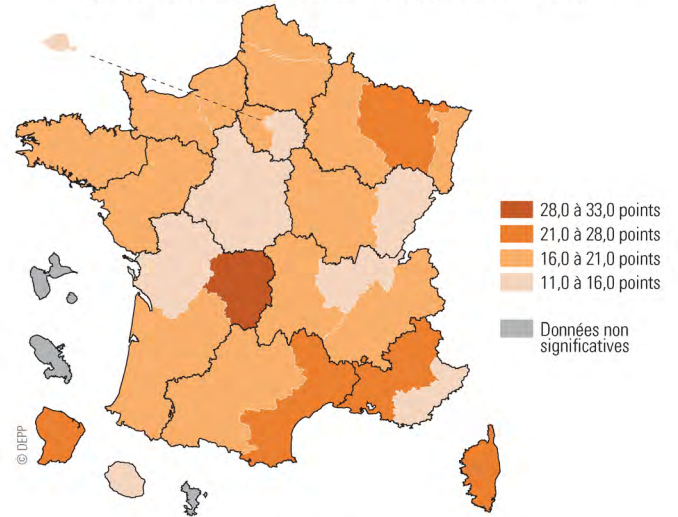 28,0 à 33,0 points
21,0 à 28,0 points
16,0 à 21,0 points
11,0 à 16,0 points
Données non
significatives
© DEPP